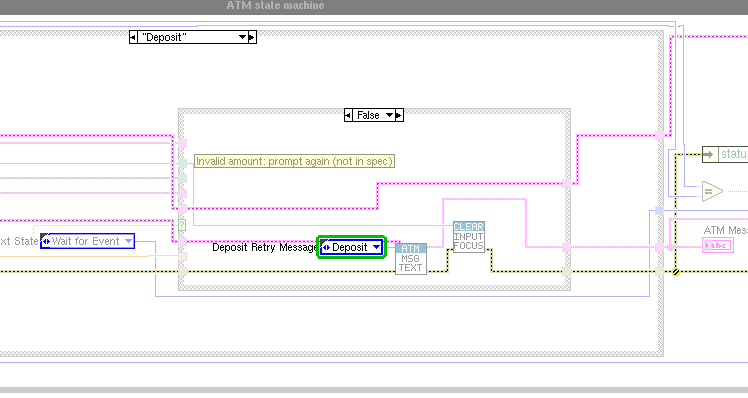 ATM state machine
"Deposit"
False
Invalid amount: prompt again (not in spec)
xt State
Wait for Event
Deposit Retry Message
Deposit
ATM
MSG
TEXT
CLEAR
INPUT
FOCUS
?
statu
=
ATM Mess
abc